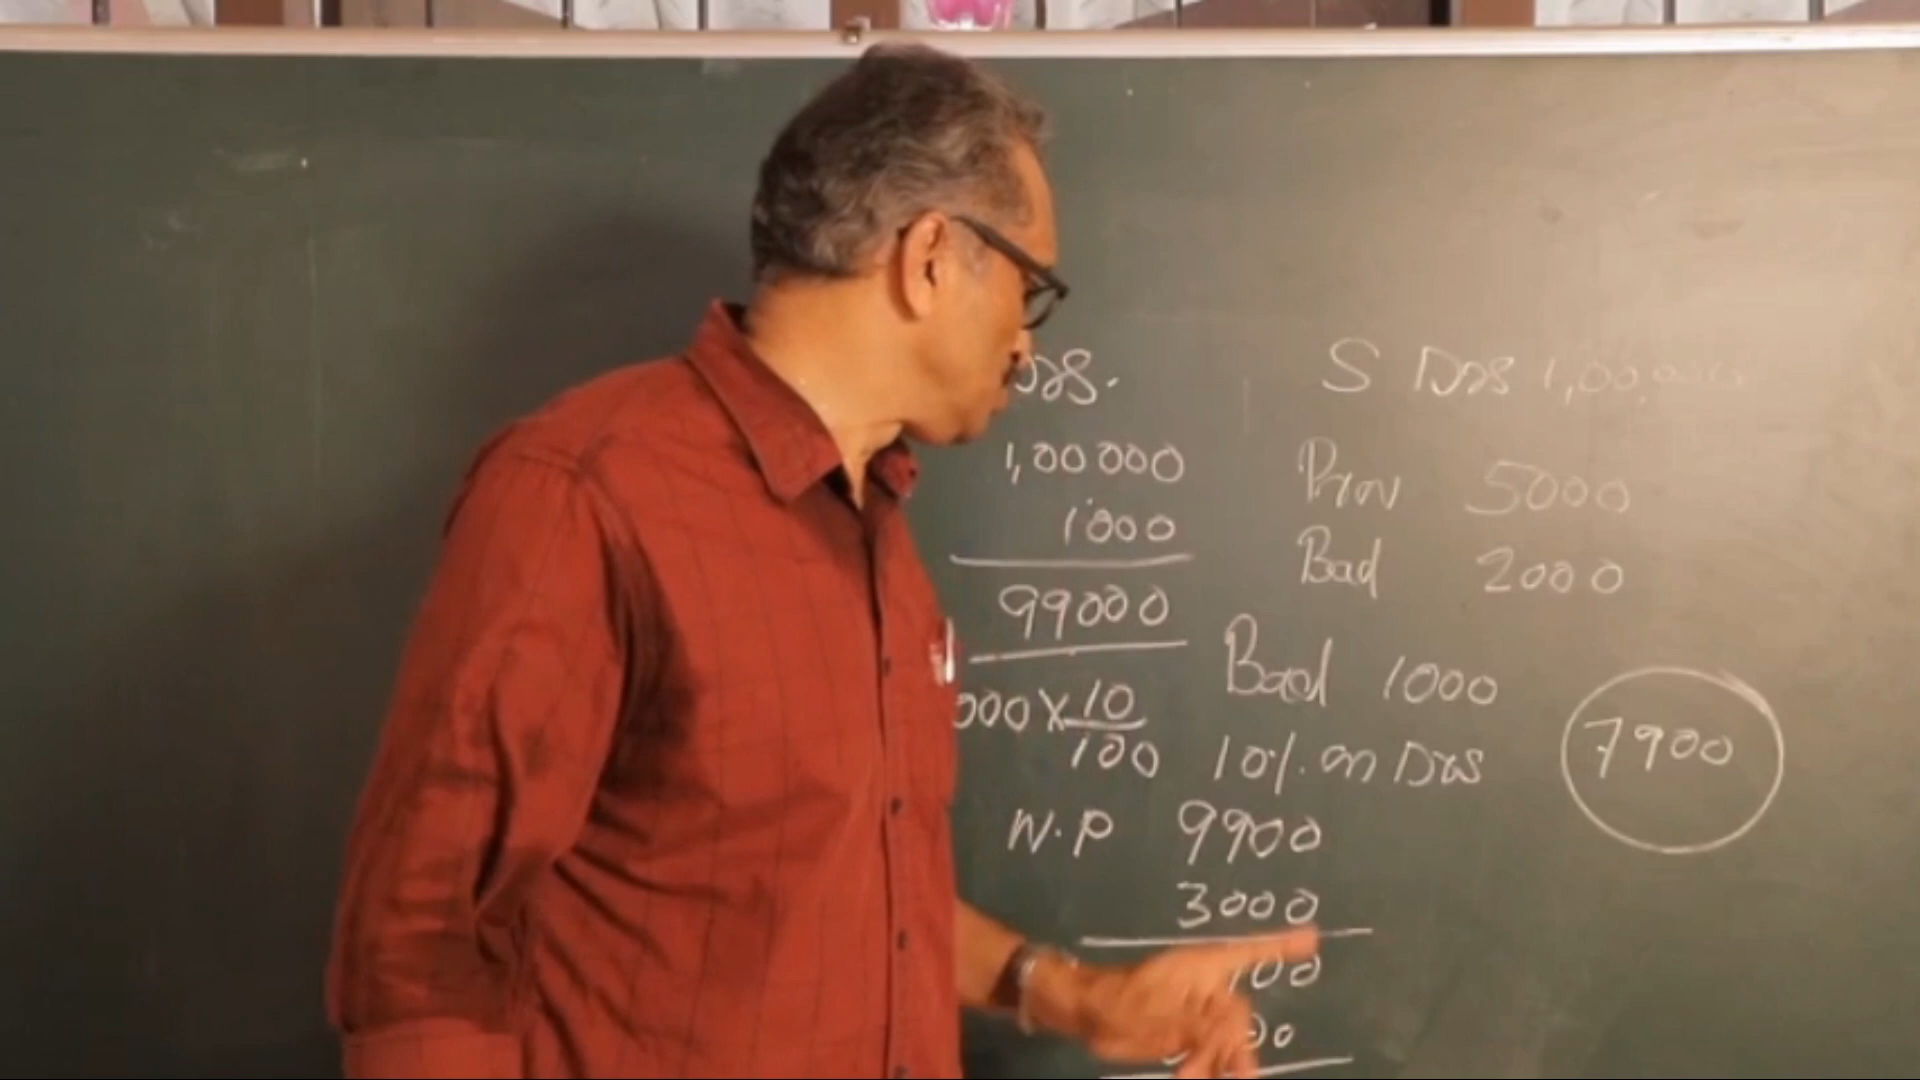 Drs.
1,00000
1000
99000
000 X 10/100
S Drs 1,00,000
Prov 5000
Bad 2000
Bad 1000
10% on Drs
7900
N.P 9900
3000